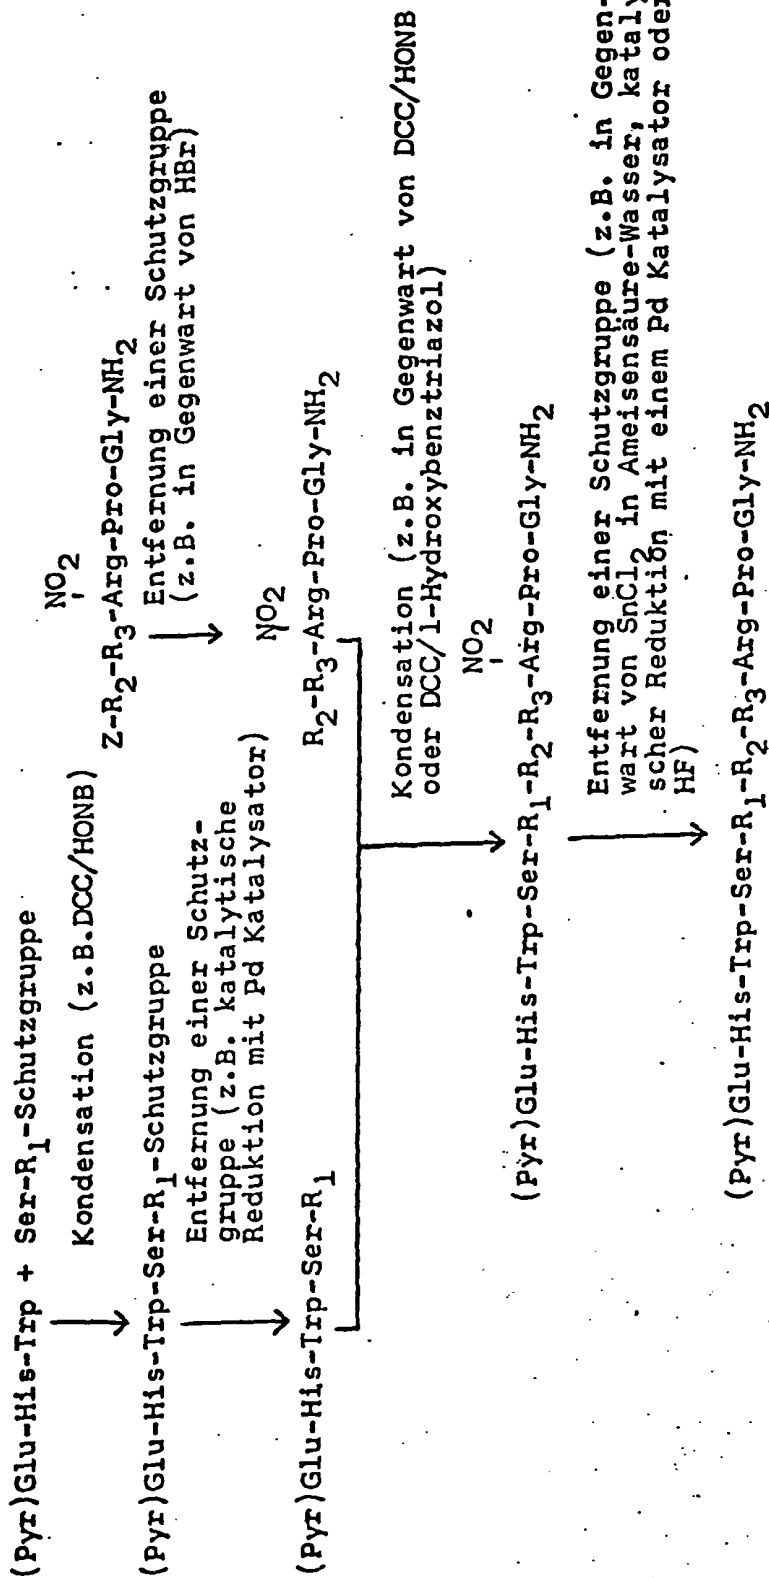 (Pyr)Glu-His-Trp + Ser-R1-Schutzgruppe
Kondensation (z.B.DCC/HONB)
(Pyr)Glu-His-Trp-Ser-R1-Schutzgruppe
Entfernung einer Schutz-
gruppe (z.B. katalytische
Reduktion mit Pd Katalysator)
(Pyr)Glu-His-Trp-Ser-R1
NO2
Z-R2-R3-Arg-Pro-Gly-NH2
Entfernung einer Schutzgruppe
(z.B. in Gegenwart von HBr)
NO2
R2-R3-Arg-Pro-Gly-NH2
Kondensation (z.B. in Gegenwart von DCC/HONB
oder DCC/1-Hydroxybenztriazol)
NO2
(Pyr)Glu-His-Trp-Ser-R1-R2-R3-Arg-Pro-Gly-NH2
Entfernung einer Schutzgruppe (z.B. in Gegen-
wart von SnCl2 in Ameisensäure-Wasser, kataly
scher Reduktion mit einem Pd Katalysator oder
HF)
(Pyr)Glu-His-Trp-Ser-R1-R2-R3-Arg-Pro-Gly-NH2